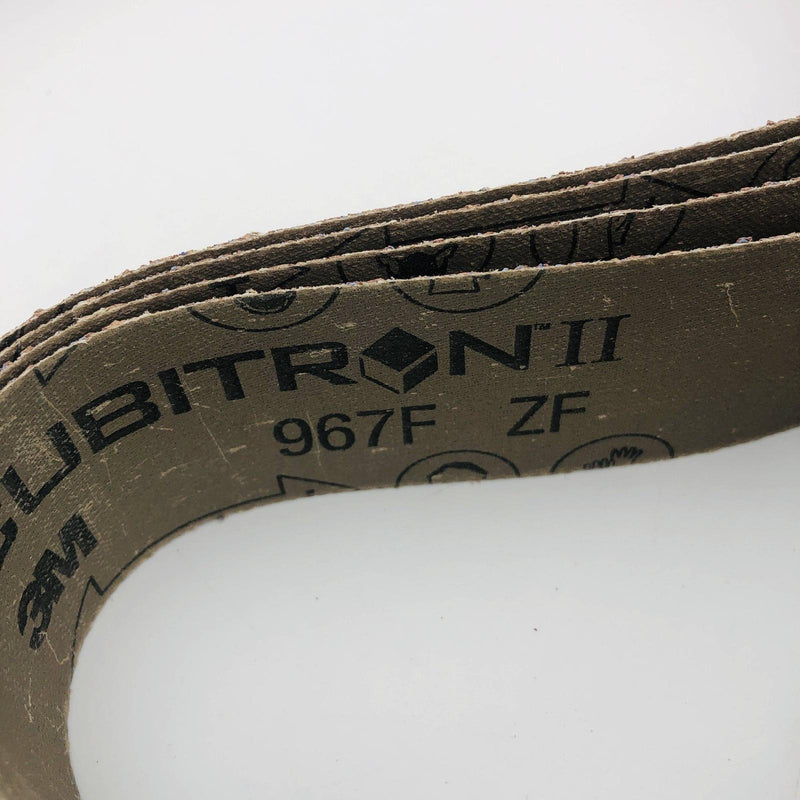 CUBITRON™ II
967F ZF
3M